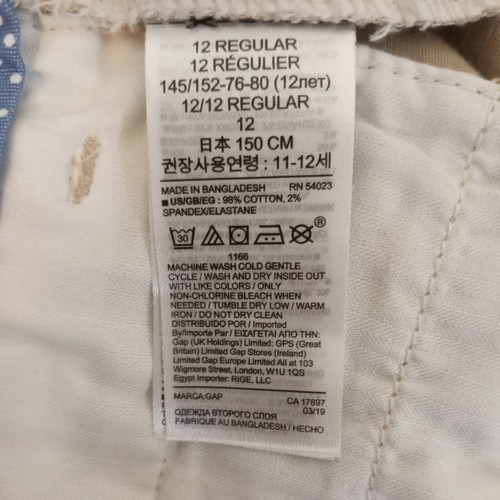 12 REGULAR
12 RÉGULIER
145/152-76-80 (12лет)
12/12 REGULAR
12
日本 150 CM
권장사용연령 : 11-12세
MADE IN BANGLADESH RN 54023
■ US/GB/EG : 98% COTTON, 2%
SPANDEX/ELASTANE
30
®
1166
MACHINE WASH COLD GENTLE
CYCLE / WASH AND DRY INSIDE OUT
WITH LIKE COLORS / ONLY
NON-CHLORINE BLEACH WHEN
NEEDED / TUMBLE DRY LOW / WARM
IRON / DO NOT DRY CLEAN
DISTRIBUIDO POR / Imported
By/Importe Par / ΕΙΣΑΓΕΤΑΙ ΑΠΟ ΤΗΝ:
Gap (UK Holdings) Limited: GPS (Great
Britain) Limited Gap Stores (Ireland)
Limited Gap Europe Limited All at 103
Wigmore Street, London, W1U 1QS
Egypt Importer: RIGE, LLC
MARCA:GAP CA 17897
03/19
ОДЕЖДА ВТОРОГО СЛОЯ
FABRIQUE AU BANGLADESH / HECHO